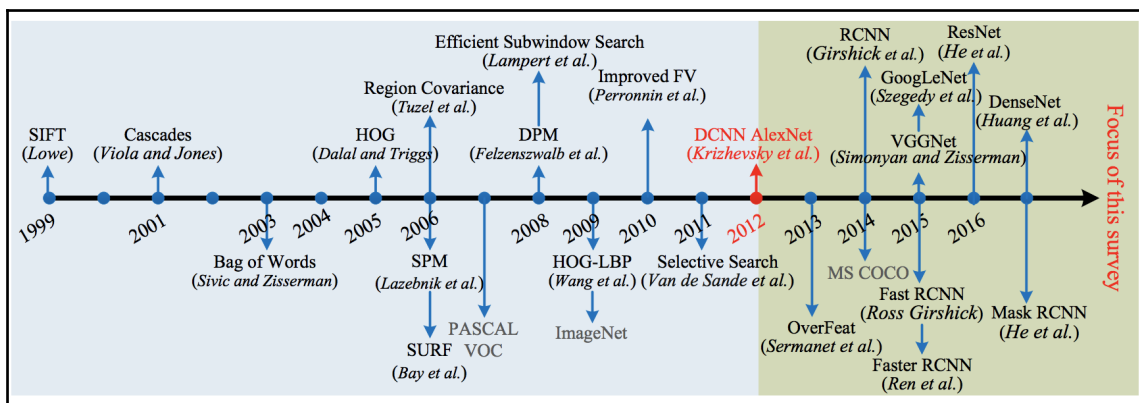 SIFT
(Lowe)
Cascades
(Viola and Jones)
HOG
(Dalal and Triggs)
Region Covariance
(Tuzel et al.)
Efficient Subwindow Search
(Lampert et al.)
DPM
(Felzenszwalb et al.)
Improved FV
(Perronnin et al.)
DCNN AlexNet
(Krizhevsky et al.)
RCNN
(Girshick et al.)
GoogLeNet
(Szegedy et al.)
VGGNet
(Simonyan and Zisserman)
ResNet
(He et al.)
DenseNet
(Huang et al.)
1999
2001
2003
2004
2005
2006
2008
2009
2010
2011
2012
2013
2014
2015
2016
Bag of Words
(Sivic and Zisserman)
SPM
(Lazebnik et al.)
SURF
(Bay et al.)
PASCAL
VOC
HOG-LBP
(Wang et al.)
ImageNet
Selective Search
(Van de Sande et al.)
OverFeat
(Sermanet et al.)
MS COCO
Fast RCNN
(Ross Girshick)
Faster RCNN
(Ren et al.)
Mask RCNN
(He et al.)
Focus of this survey